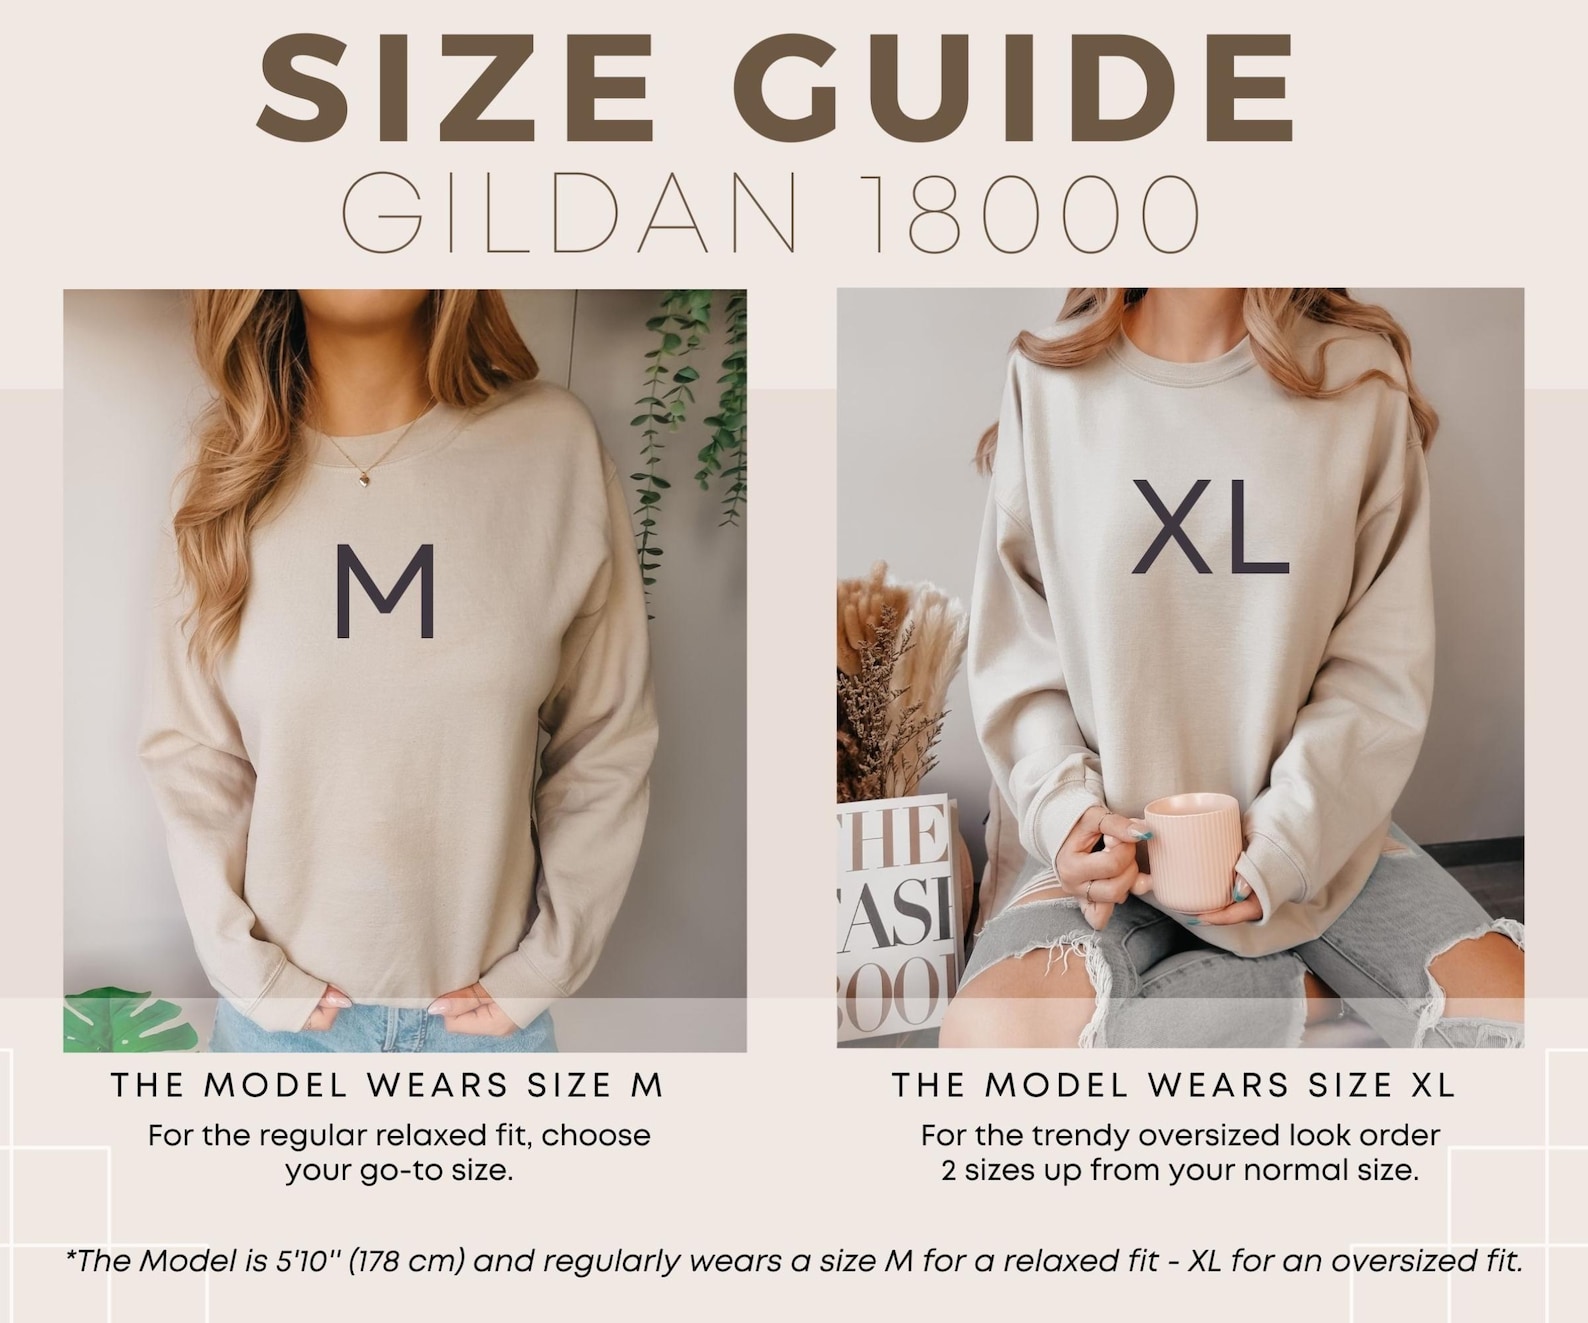 SIZE GUIDE
GILDAN 18000
M
XL
THE
BOOK
THE MODEL WEARS SIZE M
For the regular relaxed fit, choose
your go-to size.
THE MODEL WEARS SIZE XL
For the trendy oversized look order
2 sizes up from your normal size.
*The Model is 5'10" (178 cm) and regularly wears a size M for a relaxed fit - XL for an oversized fit.